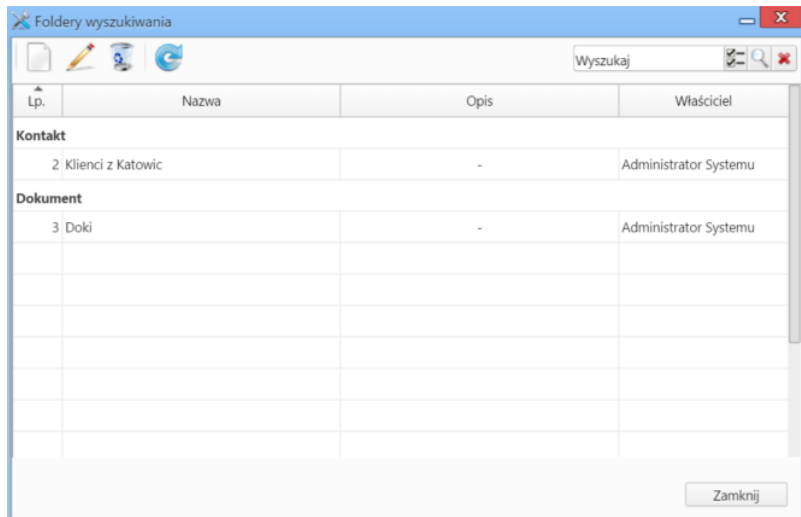 Foldery wyszukiwania
Wyszukaj
Lp. Nazwa Opis Właściciel
Kontakt
2 Klienci z Katowic - Administrator Systemu
Dokument
3 Doki - Administrator Systemu
Zamknij